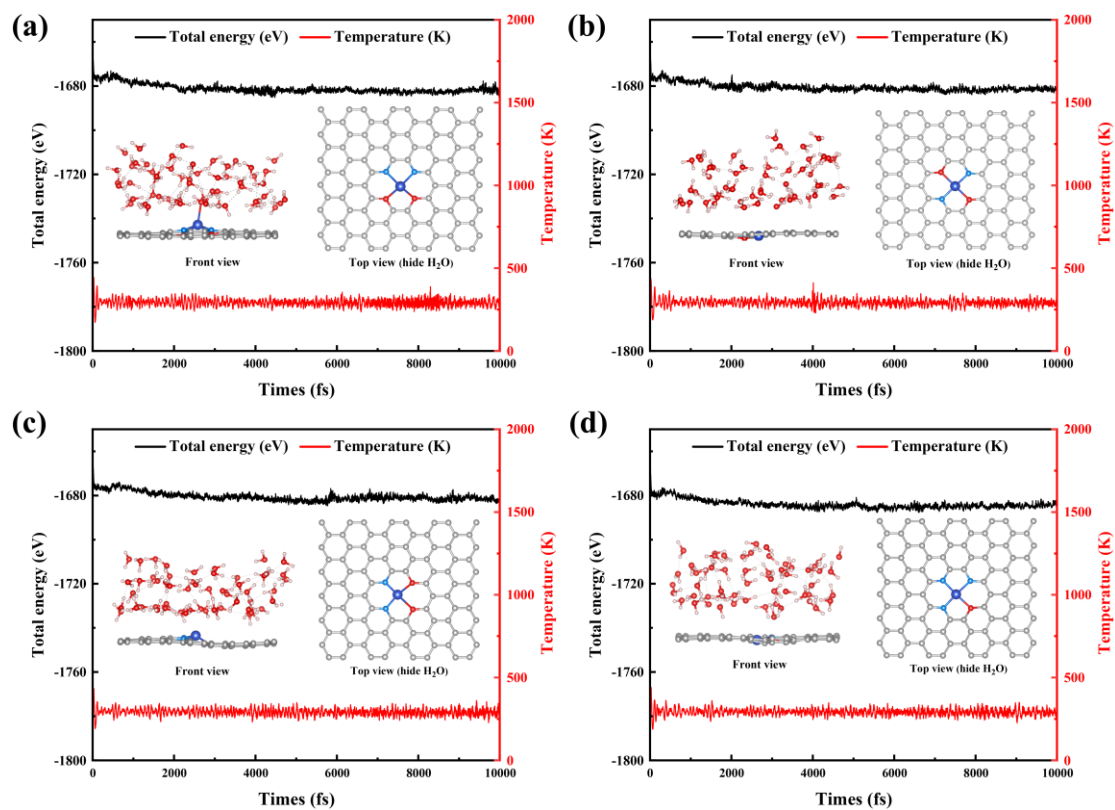 (a)
Total energy (eV) Temperature (K)
Total energy (eV)
-1680
-1720
-1760
-1800
2000
1500
1000
500
0
Temperature (K)
Front view
Top view (hide H₂O)
0 2000 4000 6000 8000 10000
Times (fs)
(b)
Total energy (eV) Temperature (K)
Total energy (eV)
-1680
-1720
-1760
-1800
2000
1500
1000
500
0
Temperature (K)
Front view
Top view (hide H₂O)
0 2000 4000 6000 8000 10000
Times (fs)
(c)
Total energy (eV) Temperature (K)
Total energy (eV)
-1680
-1720
-1760
-1800
2000
1500
1000
500
0
Temperature (K)
Front view
Top view (hide H₂O)
0 2000 4000 6000 8000 10000
Times (fs)
(d)
Total energy (eV) Temperature (K)
Total energy (eV)
-1680
-1720
-1760
-1800
2000
1500
1000
500
0
Temperature (K)
Front view
Top view (hide H₂O)
0 2000 4000 6000 8000 10000
Times (fs)